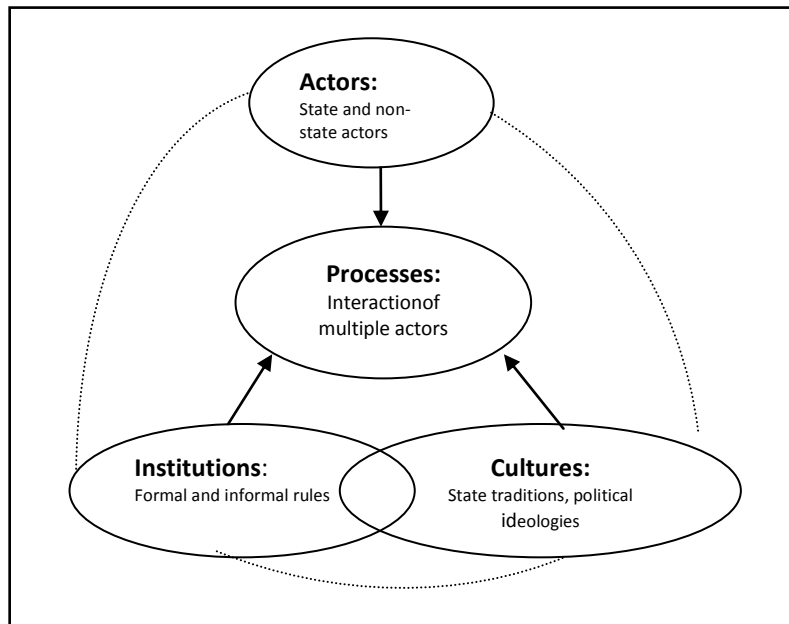 Actors:
State and non-
state actors
Processes:
Interactionof
multiple actors
Institutions:
Formal and informal rules
Cultures:
State traditions, political
ideologies